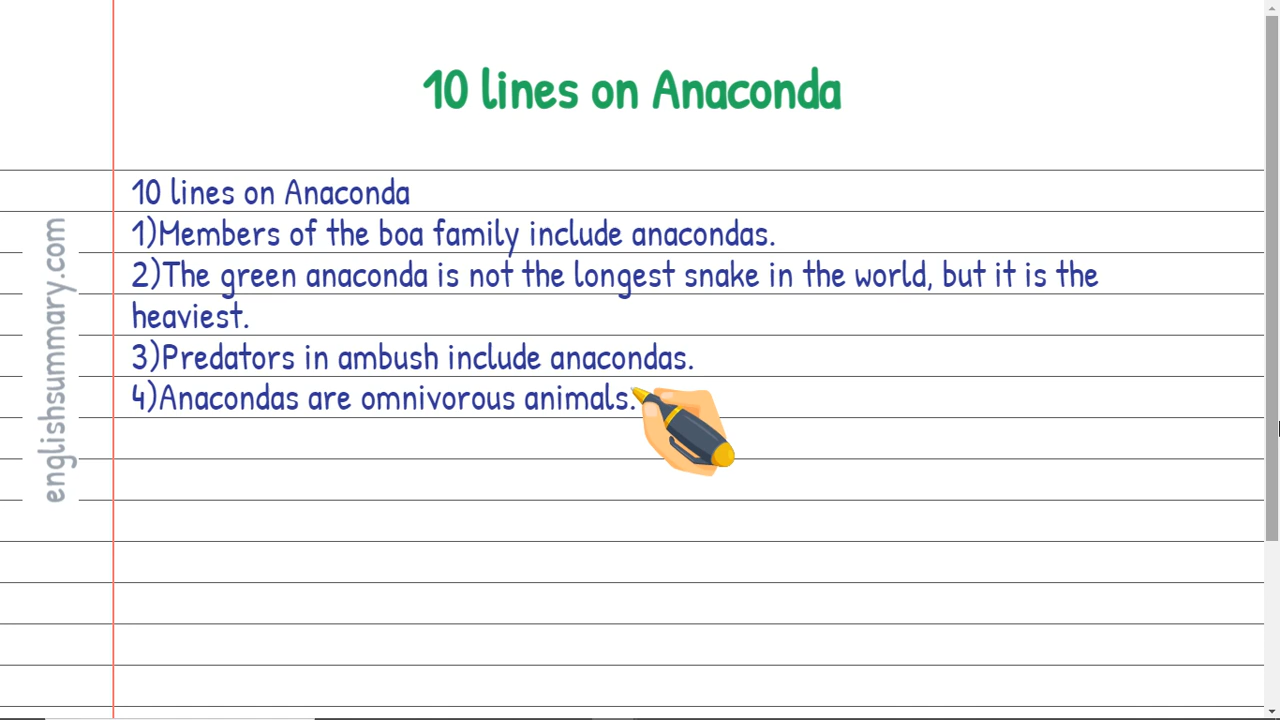 10 lines on Anaconda
10 lines on Anaconda
1)Members of the boa family include anacondas.
2)The green anaconda is not the longest snake in the world, but it is the
heaviest.
3)Predators in ambush include anacondas.
4)Anacondas are omnivorous animals.
englishsummary.com